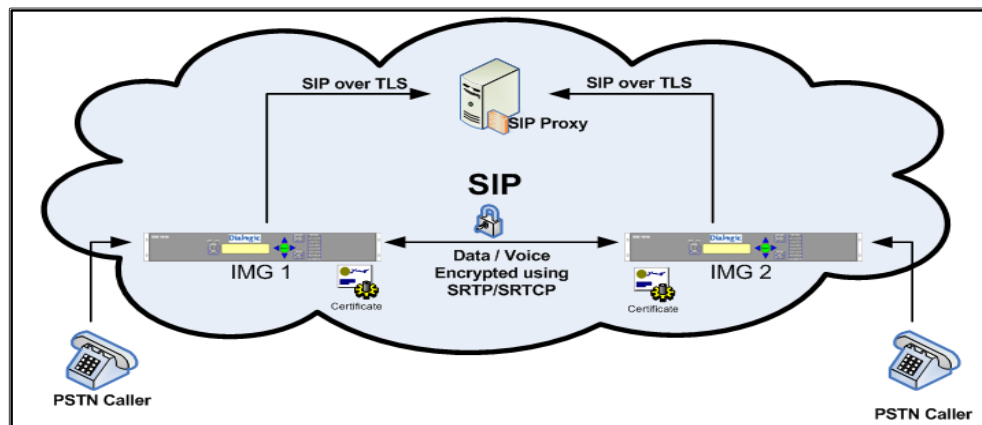 SIP over TLS
SIP over TLS
SIP Proxy
SIP
Dialogic
Dialogic
IMG 1
Data / Voice
Encrypted using
SRTP/SRTCP
IMG 2
Certificate
Certificate
PSTN Caller
PSTN Caller